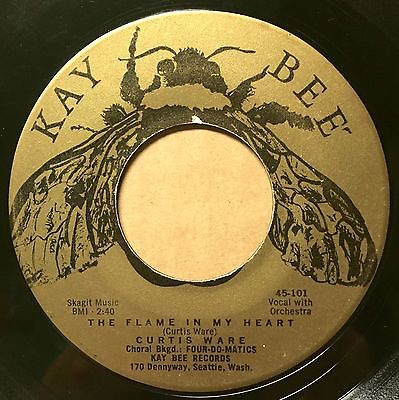 KAY BEE
Skagit Music
BMI - 2:40
45-101
Vocal with
Orchestra
THE FLAME IN MY HEART
(Curtis Ware)
CURTIS WARE
Choral Bkgd.: FOUR-DO-MATICS
KAY BEE RECORDS
170 Dennyway, Seattle, Wash.